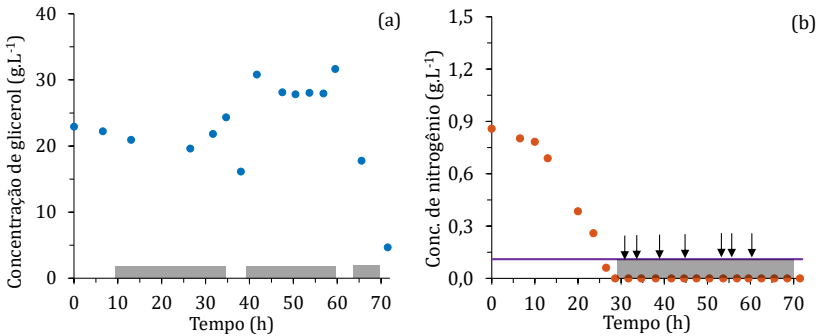 (a)
Concentração de glicerol (g.L-1)
40
30
20
10
0
0 10 20 30 40 50 60 70
Tempo (h)
(b)
Conc. de nitrogênio (g.L-1)
1,5
1,2
0,9
0,6
0,3
0,0
0 10 20 30 40 50 60 70
Tempo (h)